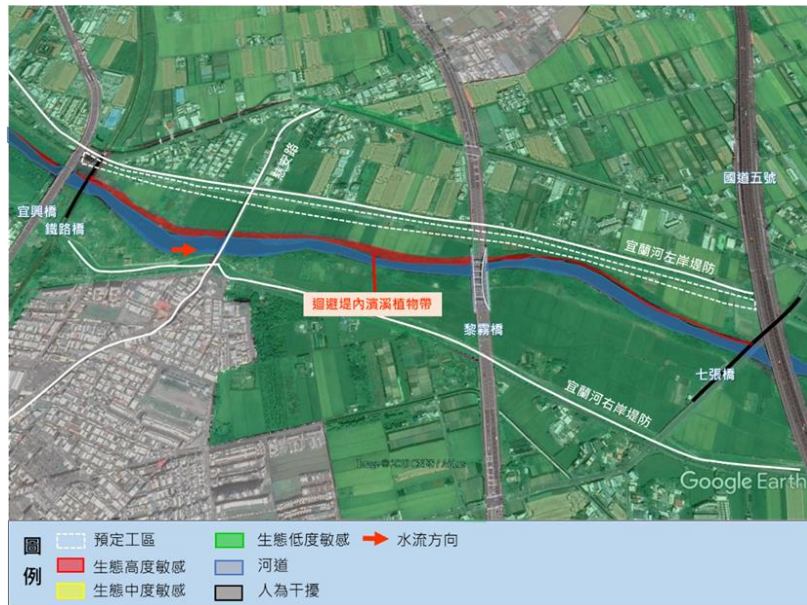 國道五號
宜興橋
鐵路橋
宜蘭河左岸堤防
迴避堤內濱溪植物帶
黎霧橋
七張橋
宜蘭河右岸堤防
Google Earth
圖例
預定工區
生態低度敏感
水流方向
生態高度敏感
河道
生態中度敏感
人為干擾